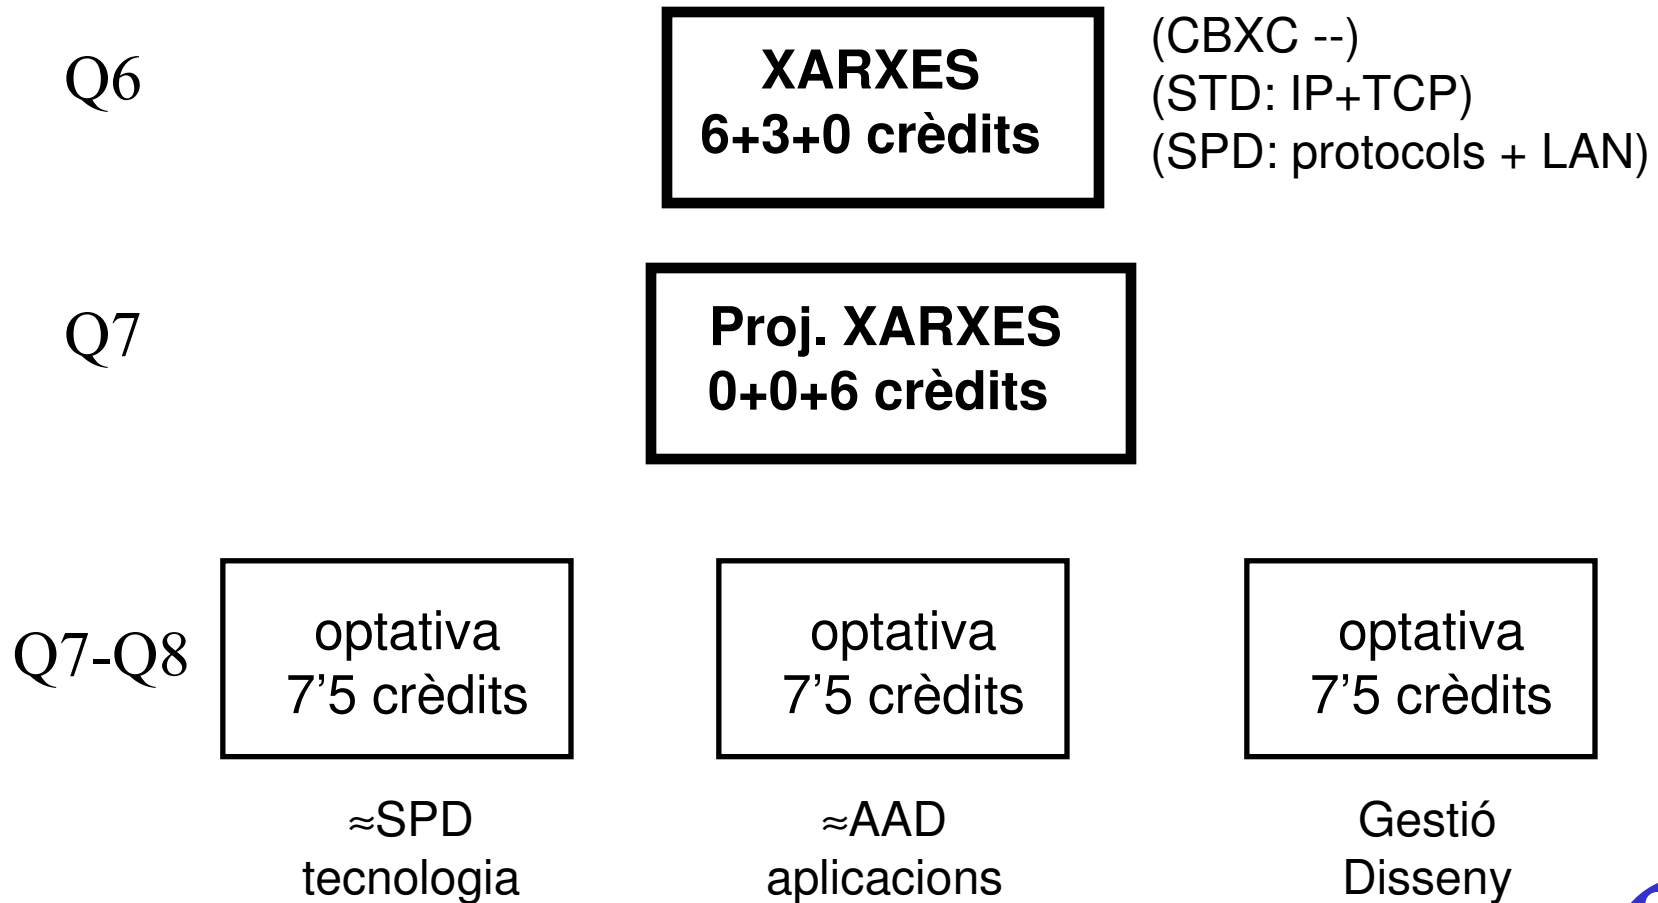 Q6
XARXES
6+3+0 crèdits
(CBXC --)
(STD: IP+TCP)
(SPD: protocols + LAN)
Q7
Proj. XARXES
0+0+6 crèdits
Q7-Q8
optativa
7’5 crèdits
optativa
7’5 crèdits
optativa
7’5 crèdits
≈SPD
tecnologia
≈AAD
aplicacions
Gestió
Disseny